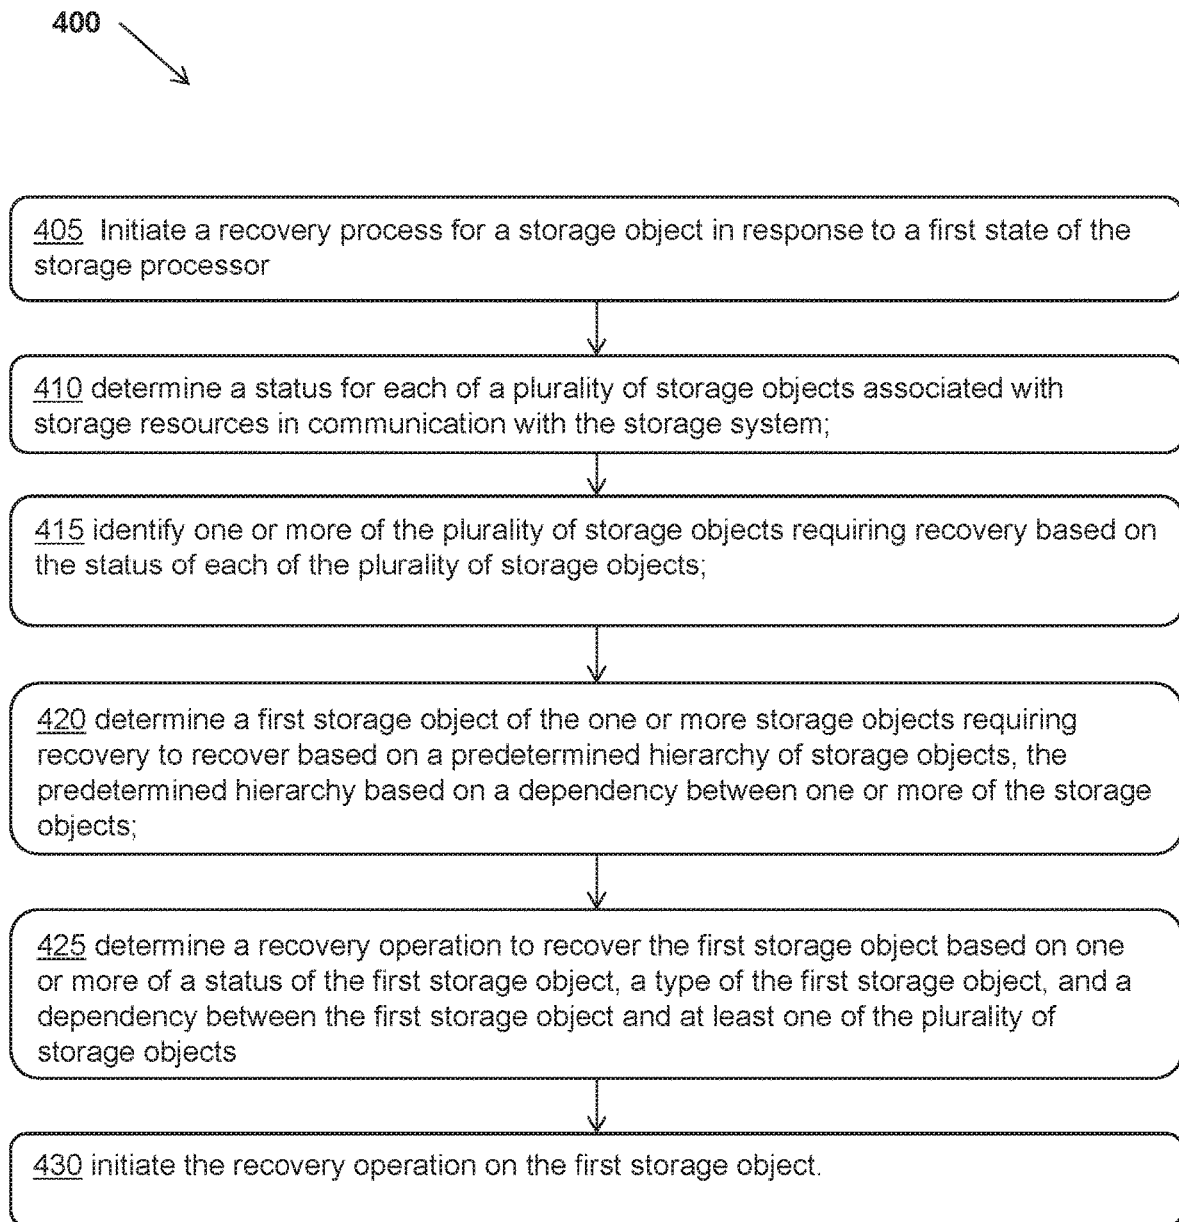 400
405 Initiate a recovery process for a storage object in response to a first state of the
storage processor
410 determine a status for each of a plurality of storage objects associated with
storage resources in communication with the storage system;
415 identify one or more of the plurality of storage objects requiring recovery based on
the status of each of the plurality of storage objects;
420 determine a first storage object of the one or more storage objects requiring
recovery to recover based on a predetermined hierarchy of storage objects, the
predetermined hierarchy based on a dependency between one or more of the storage
objects;
425 determine a recovery operation to recover the first storage object based on one
or more of a status of the first storage object, a type of the first storage object, and a
dependency between the first storage object and at least one of the plurality of
storage objects
430 initiate the recovery operation on the first storage object.